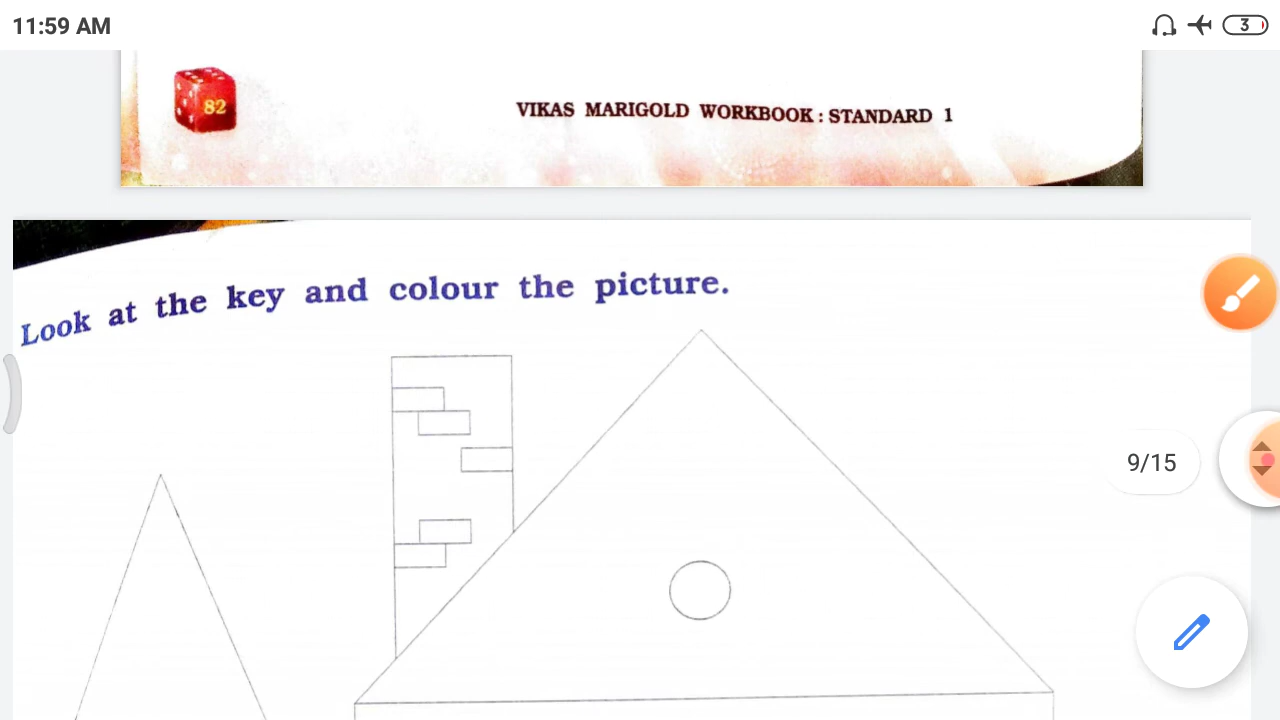 11:59 AM
3
82
VIKAS MARIGOLD WORKBOOK : STANDARD 1
Look at the key and colour the picture.
9/15